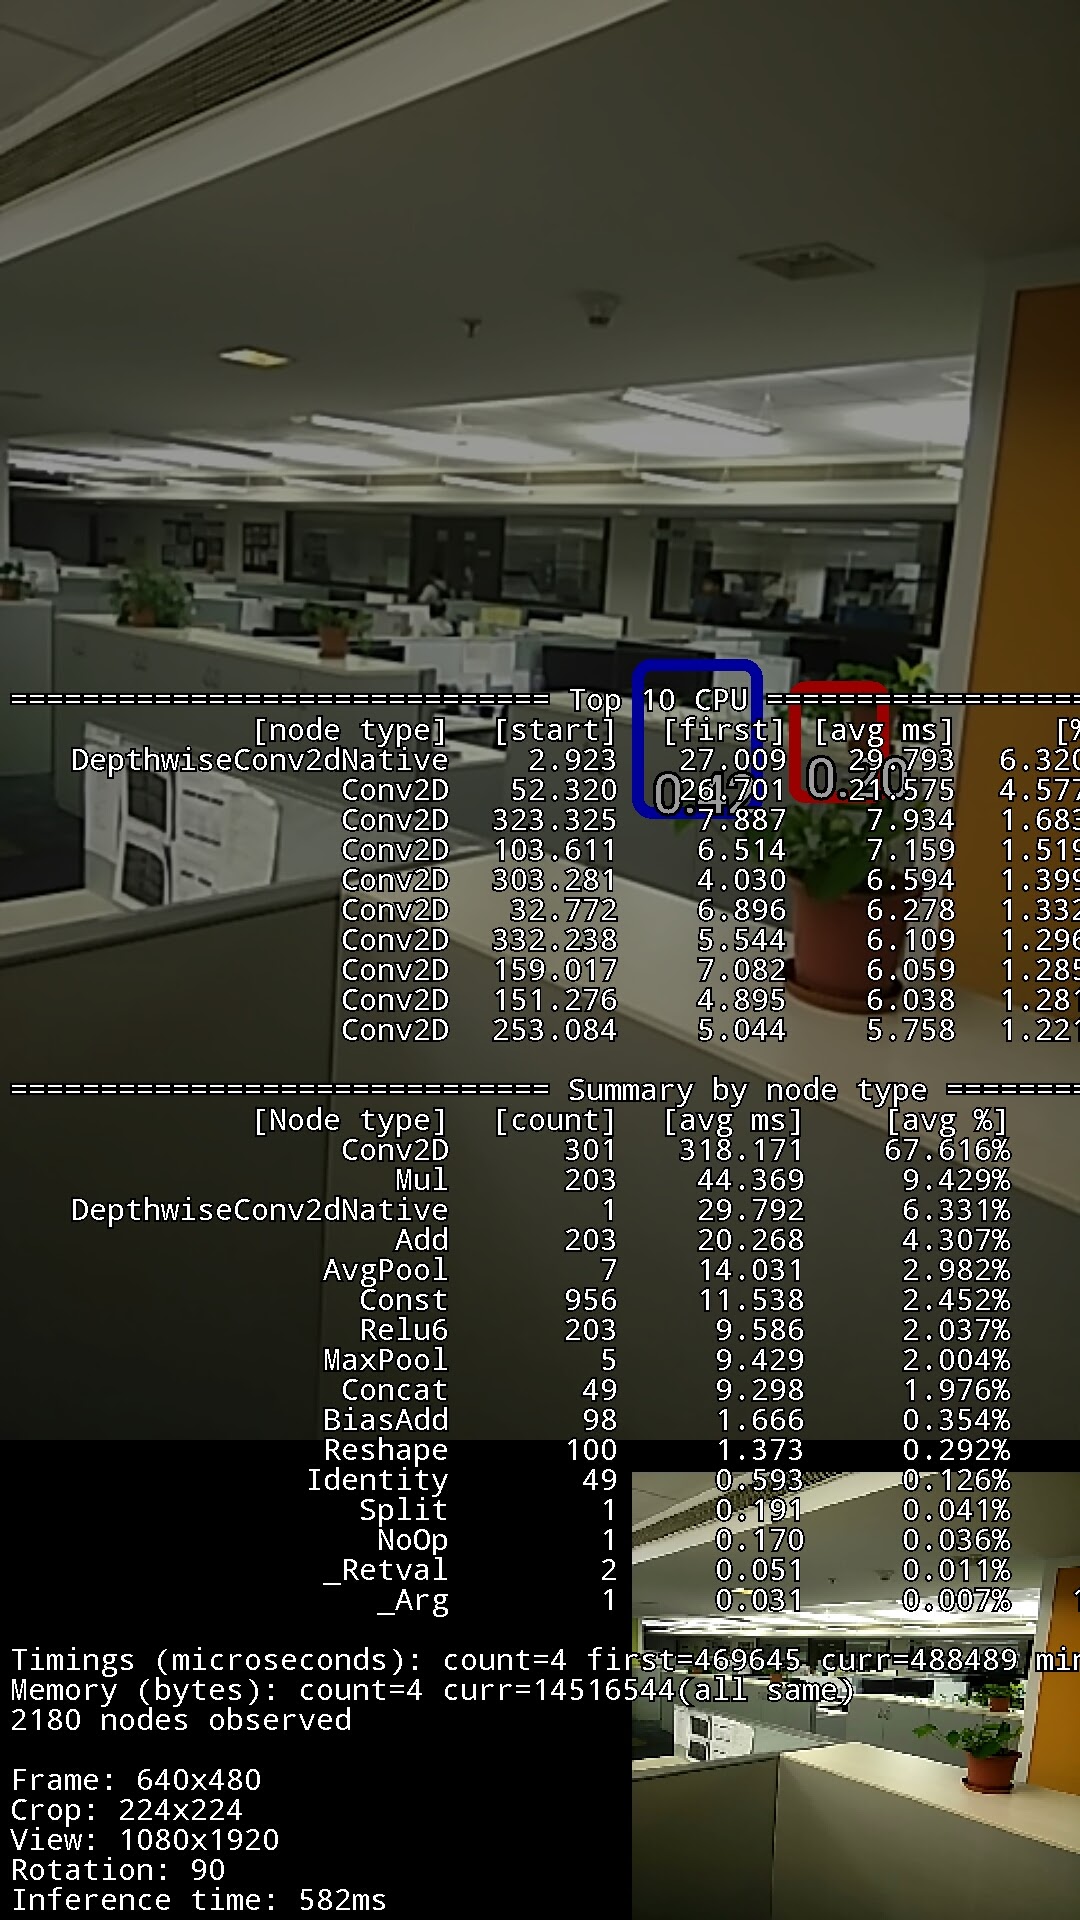 ============================== Top 10 CPU ==================
[node type] [start] [first] [avg ms] [%
DepthwiseConv2dNative 2.923 27.009 29.793 6.320
Conv2D 52.320 26.701 21.575 4.577
Conv2D 323.325 7.887 7.934 1.683
Conv2D 103.611 6.514 7.159 1.519
Conv2D 303.281 4.030 6.594 1.399
Conv2D 32.772 6.896 6.278 1.332
Conv2D 332.238 5.544 6.109 1.296
Conv2D 159.017 7.082 6.059 1.285
Conv2D 151.276 4.895 6.038 1.281
Conv2D 253.084 5.044 5.758 1.221
0.42
0.20
============================== Summary by node type ========
[Node type] [count] [avg ms] [avg %]
Conv2D 301 318.171 67.616%
Mul 203 44.369 9.429%
DepthwiseConv2dNative 1 29.792 6.331%
Add 203 20.268 4.307%
AvgPool 7 14.031 2.982%
Const 956 11.538 2.452%
Relu6 203 9.586 2.037%
MaxPool 5 9.429 2.004%
Concat 49 9.298 1.976%
BiasAdd 98 1.666 0.354%
Reshape 100 1.373 0.292%
Identity 49 0.593 0.126%
Split 1 0.191 0.041%
NoOp 1 0.170 0.036%
_Retval 2 0.051 0.011%
_Arg 1 0.031 0.007%
Timings (microseconds): count=4 first=469645 curr=488489 min
Memory (bytes): count=4 curr=14516544(all same)
2180 nodes observed
Frame: 640x480
Crop: 224x224
View: 1080x1920
Rotation: 90
Inference time: 582ms